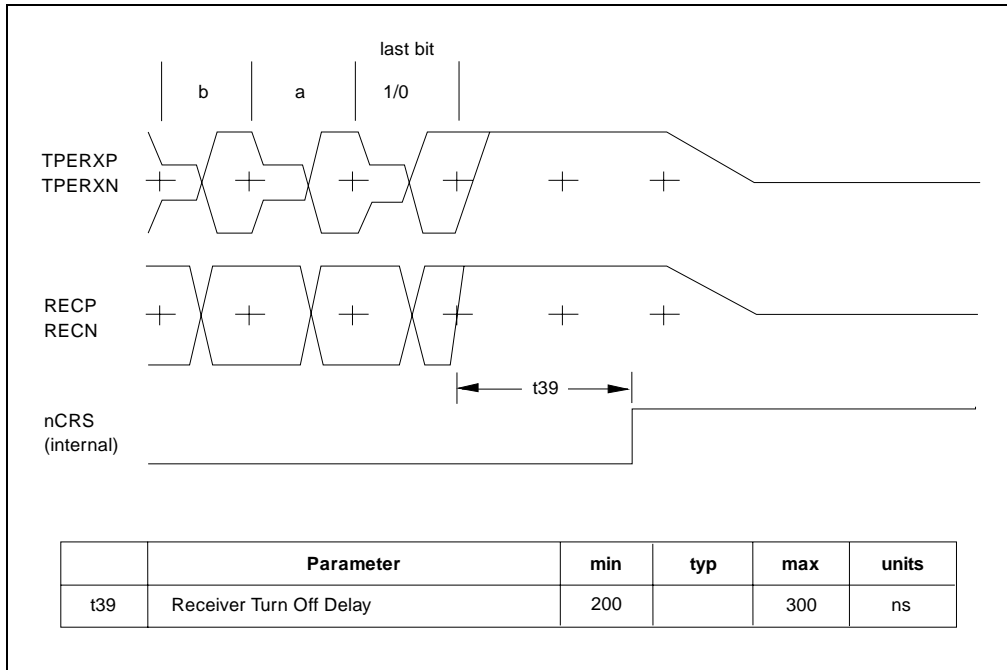 last bit
b a 1/0
TPERXP
TPERXN
RECP
RECN
t39
nCRS
(internal)
Parameter min typ max units
t39 Receiver Turn Off Delay 200 300 ns